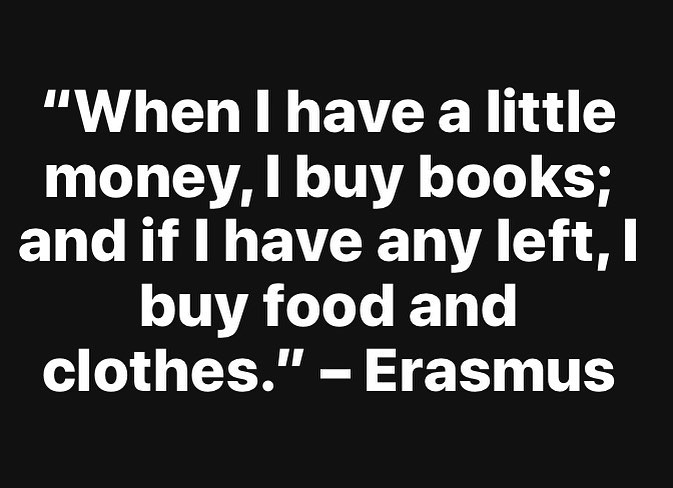 “When I have a little
money, I buy books;
and if I have any left, I
buy food and
clothes.” – Erasmus